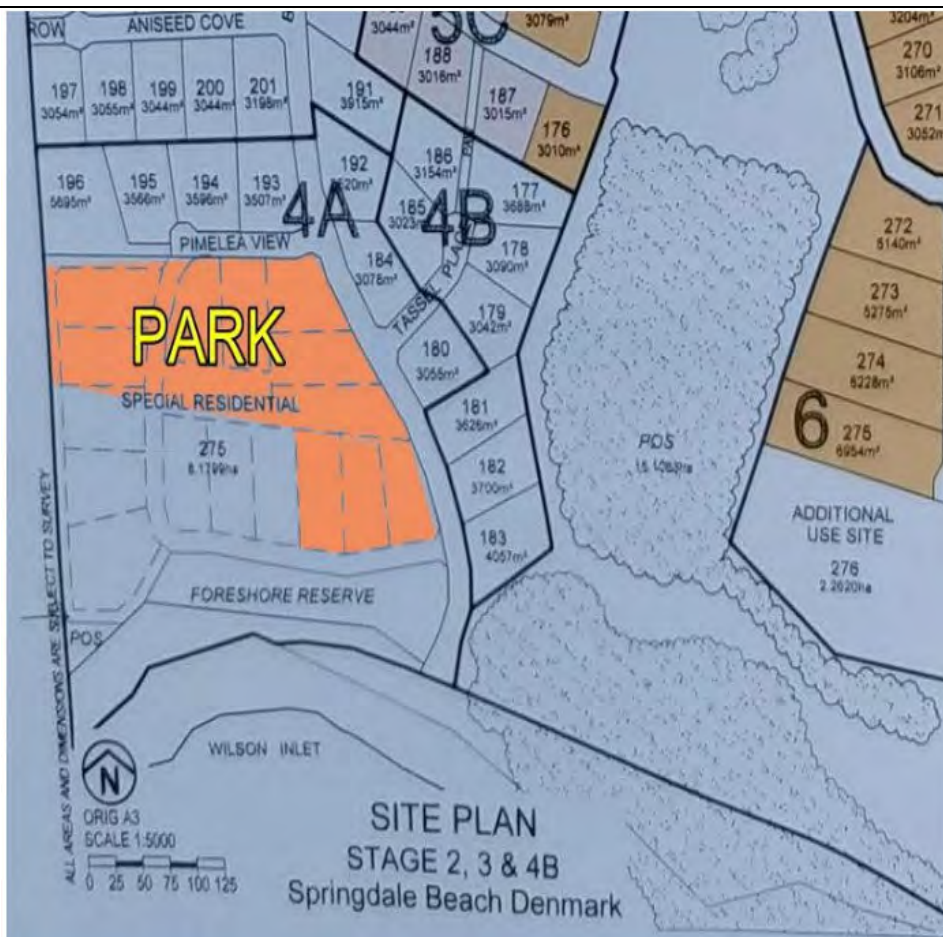 ROW
ANISEED COVE
3044m²
3079m²
3204m²
188
3016m²
270
3106m²
197
3054m²
198
3055m²
199
3044m²
200
3044m²
201
3198m²
191
3915m²
187
3015m²
271
3052m²
176
3010m²
196
5695m²
195
3566m²
194
3596m²
193
3507m²
192
186
3154m²
177
3688m²
4A
185
4B
PIMELEA VIEW
178
3090m²
272
5140m²
184
3078m²
TASSEL PLACE
273
5275m²
PARK
179
3042m²
180
3055m²
274
5228m²
SPECIAL RESIDENTIAL
181
3626m²
6
275
6954m²
275
6.1799ha
POS
182
3700m²
ADDITIONAL
USE SITE
276
2.2620ha
183
4057m²
FORESHORE RESERVE
POS
ALL AREAS AND DIMENSIONS ARE SUBJECT TO SURVEY
WILSON INLET
N
ORIG A3
SCALE 1:5000
0 25 50 75 100 125
SITE PLAN
STAGE 2, 3 & 4B
Springdale Beach Denmark